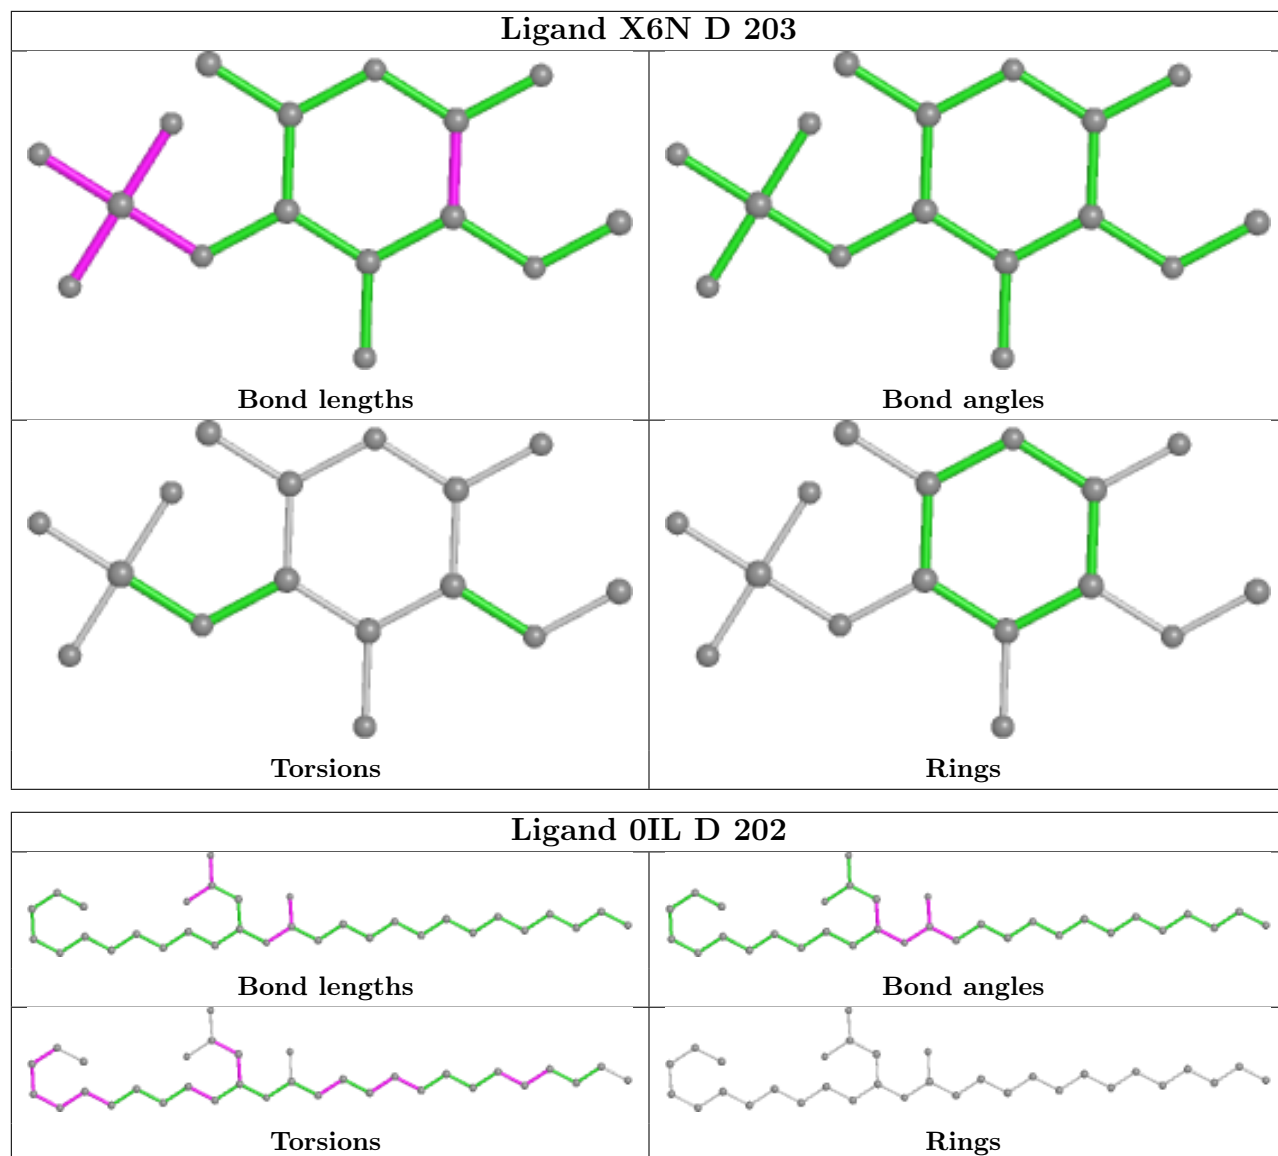 Ligand X6N D 203
Bond lengths
Bond angles
Torsions
Rings
Ligand 0IL D 202
Bond lengths
Bond angles
Torsions
Rings